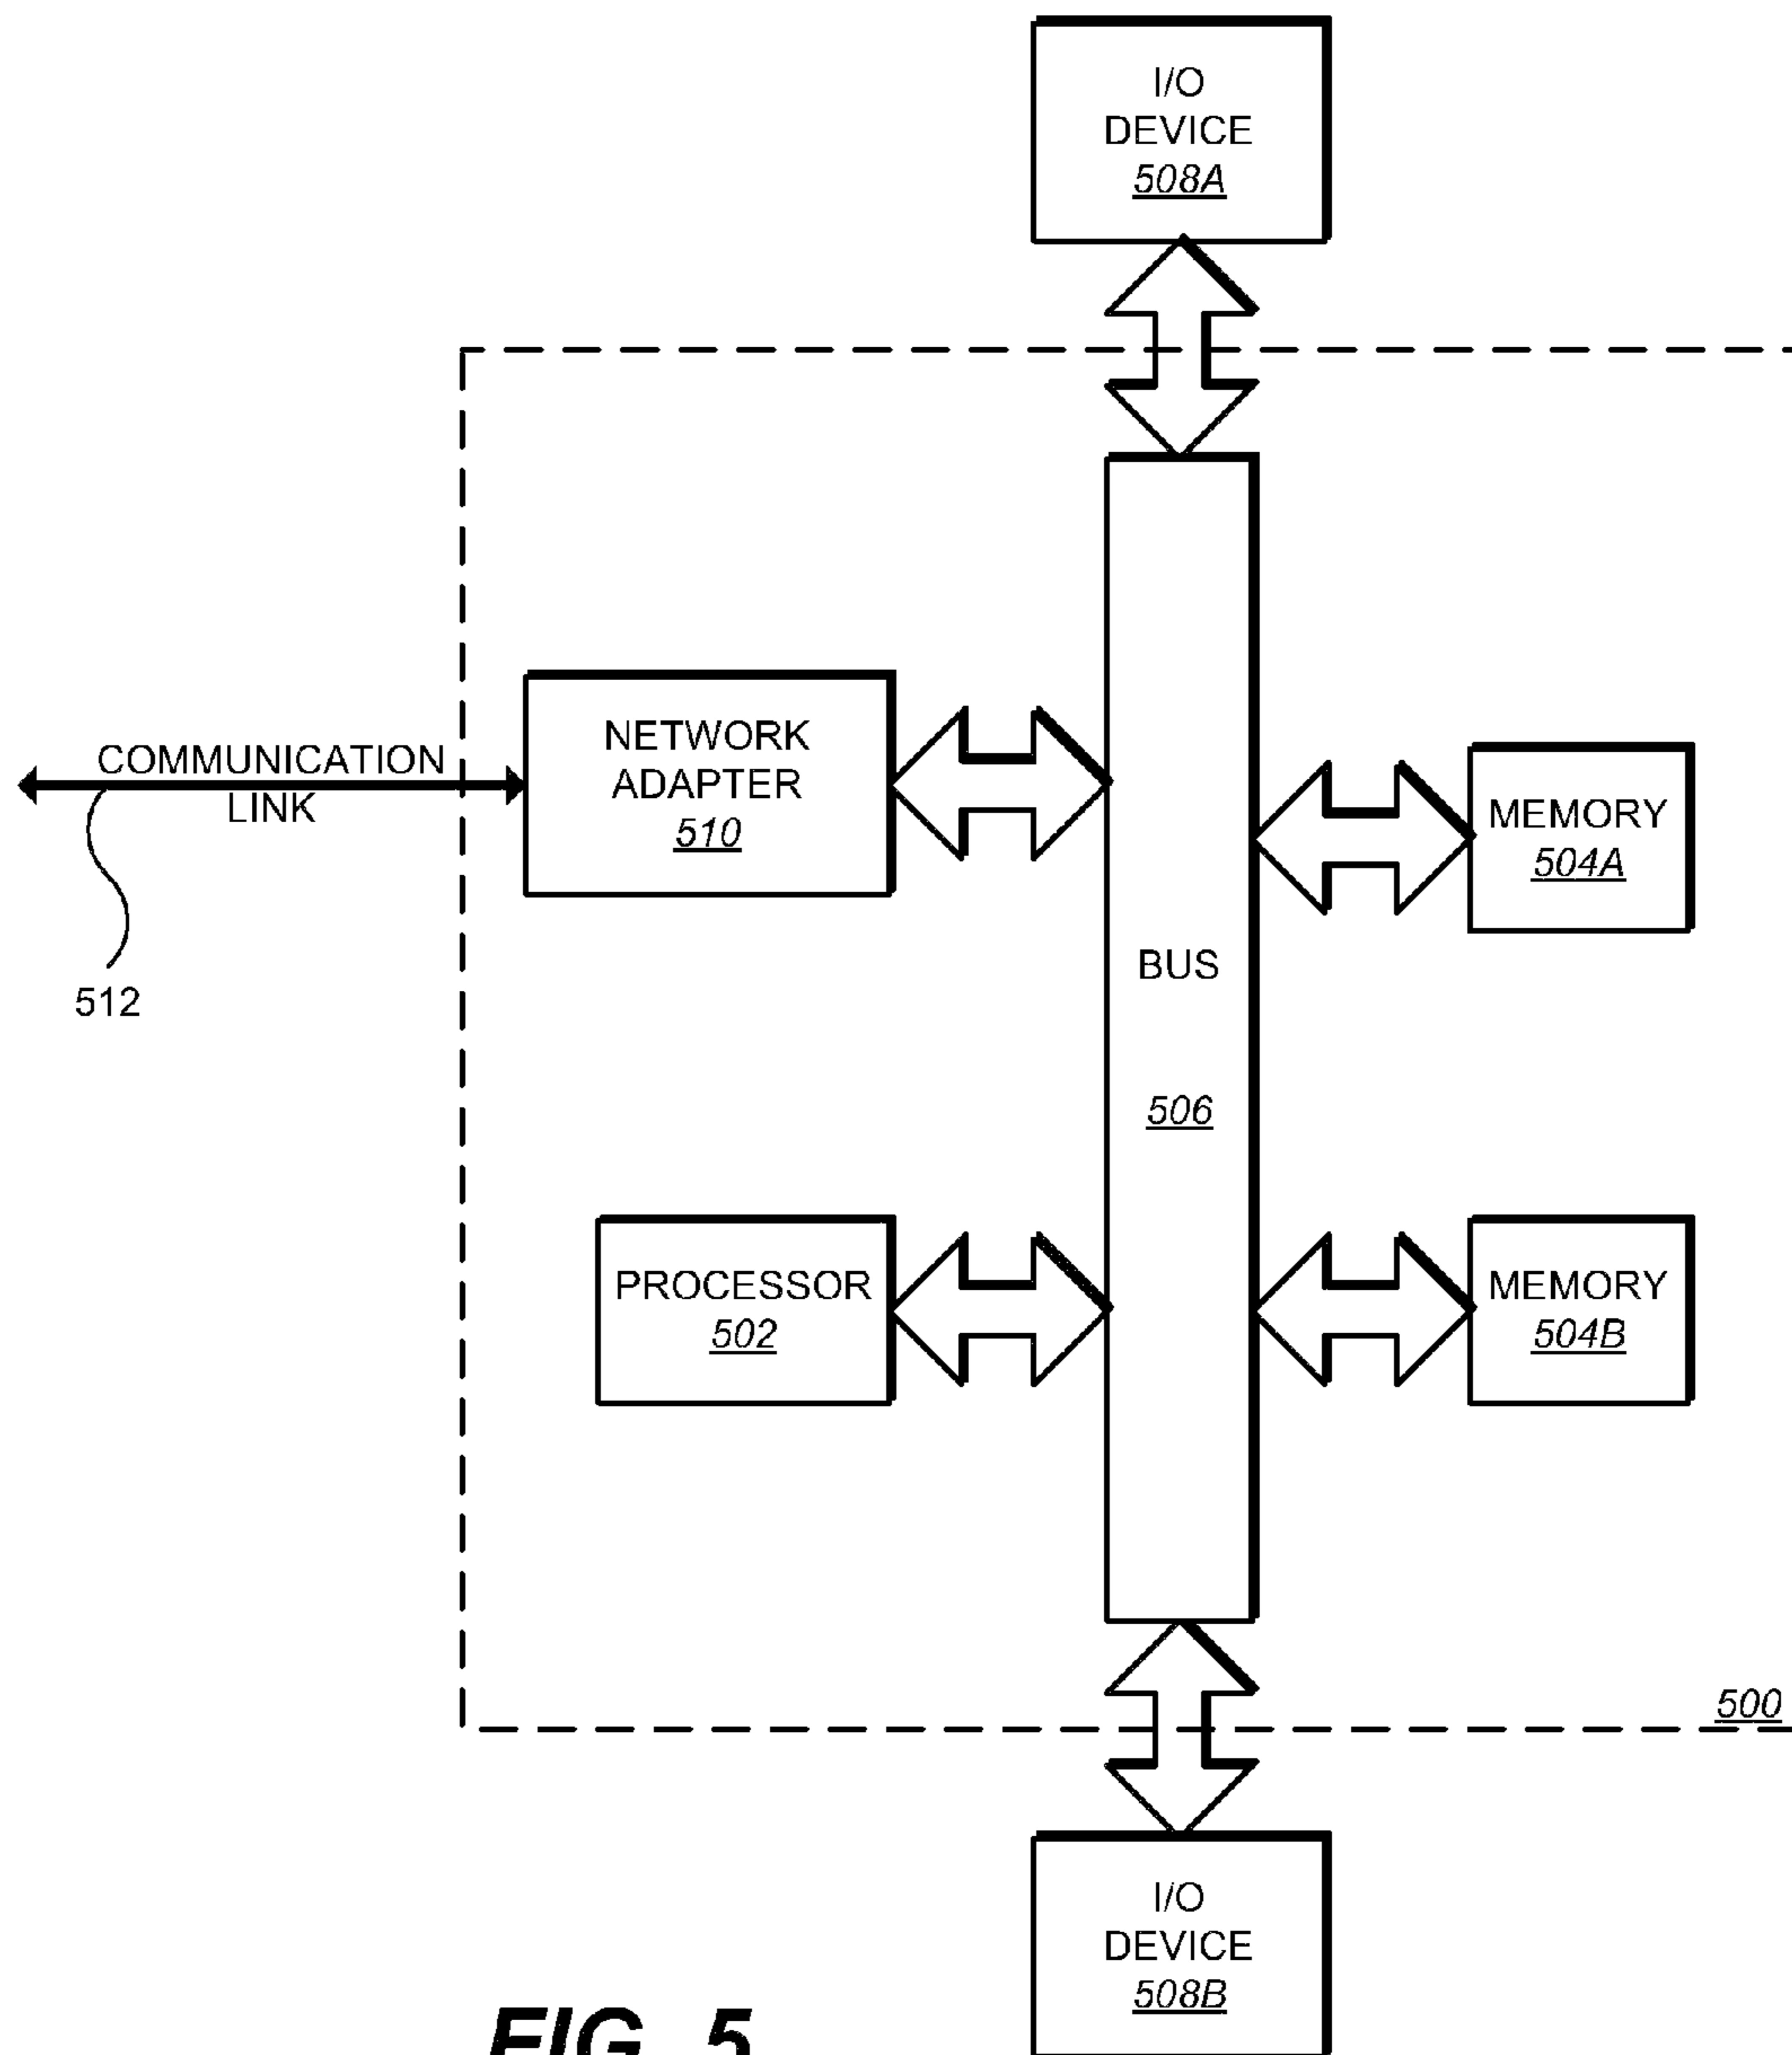 I/O
DEVICE
508A
COMMUNICATION
LINK
512
NETWORK
ADAPTER
510
MEMORY
504A
BUS
506
PROCESSOR
502
MEMORY
504B
500
I/O
DEVICE
508B
FIG. 5